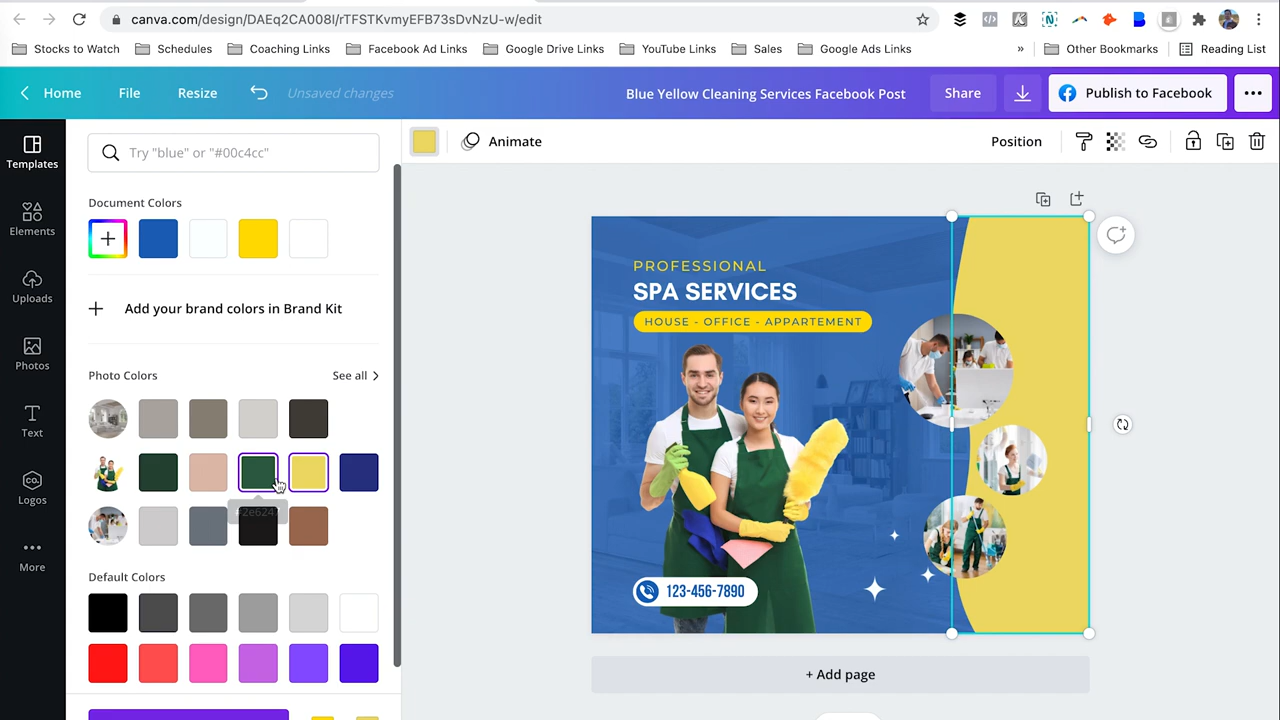 canva.com/design/DAEq2CA008I/rTFSTKvmyEFB73sDvNzU-w/edit
Stocks to Watch
Schedules
Coaching Links
Facebook Ad Links
Google Drive Links
YouTube Links
Sales
Google Ads Links
»
Other Bookmarks
Reading List
Home
File
Resize
Unsaved changes
Blue Yellow Cleaning Services Facebook Post
Share
Publish to Facebook
Templates
Elements
Uploads
Photos
Text
CO.
Logos
More
Try "blue" or "#00c4cc"
Document Colors
Add your brand colors in Brand Kit
Photo Colors
See all
Default Colors
Animate
Position
PROFESSIONAL
SPA SERVICES
HOUSE - OFFICE - APPARTEMENT
123-456-7890
+ Add page